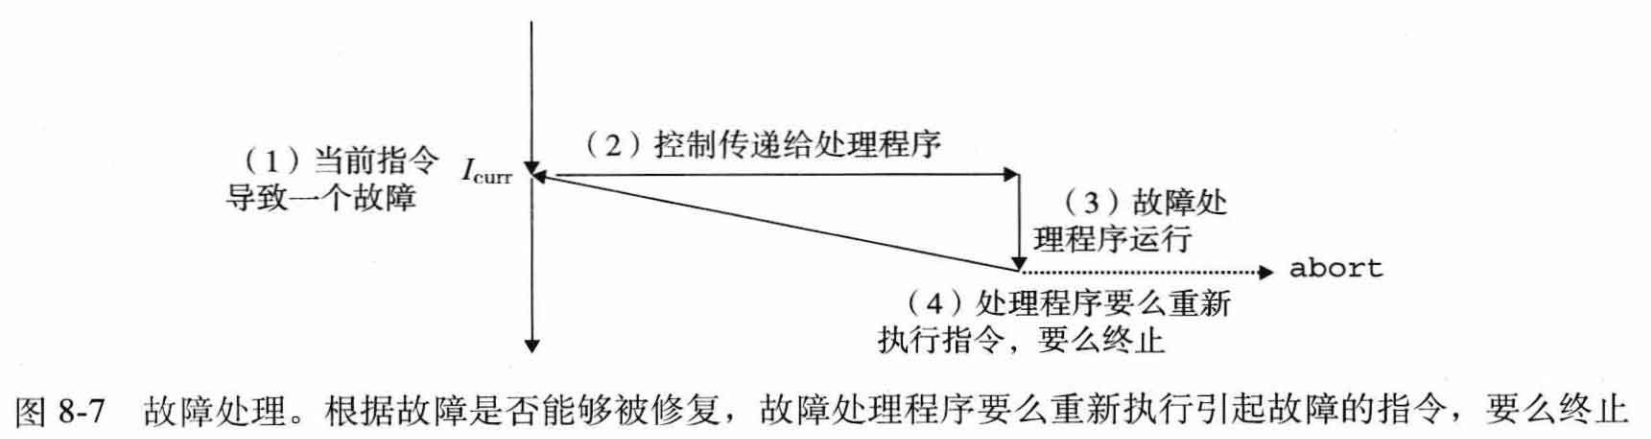 (1)当前指令
导致一个故障
Icurr
(2)控制传递给处理程序
(3)故障处
理程序运行
abort
(4)处理程序要么重新
执行指令，要么终止
图 8-7 故障处理。根据故障是否能够被修复，故障处理程序要么重新执行引起故障的指令，要么终止